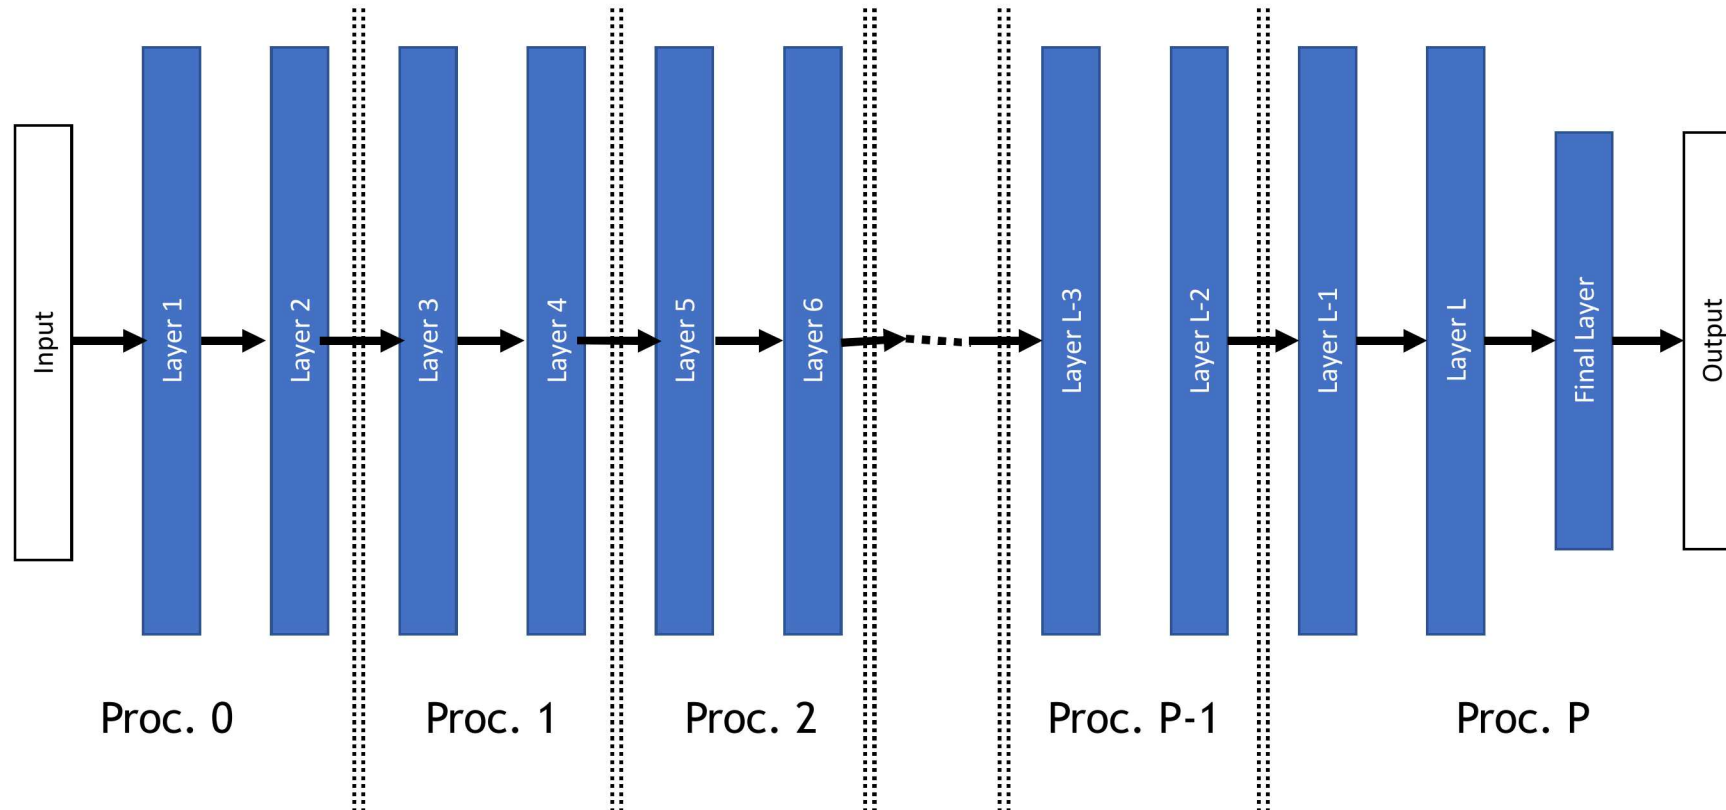 Input
Layer 1
Layer 2
Layer 3
Layer 4
Layer 5
Layer 6
Layer L-3
Layer L-2
Layer L-1
Layer L
Final Layer
Output
Proc. 0
Proc. 1
Proc. 2
Proc. P-1
Proc. P